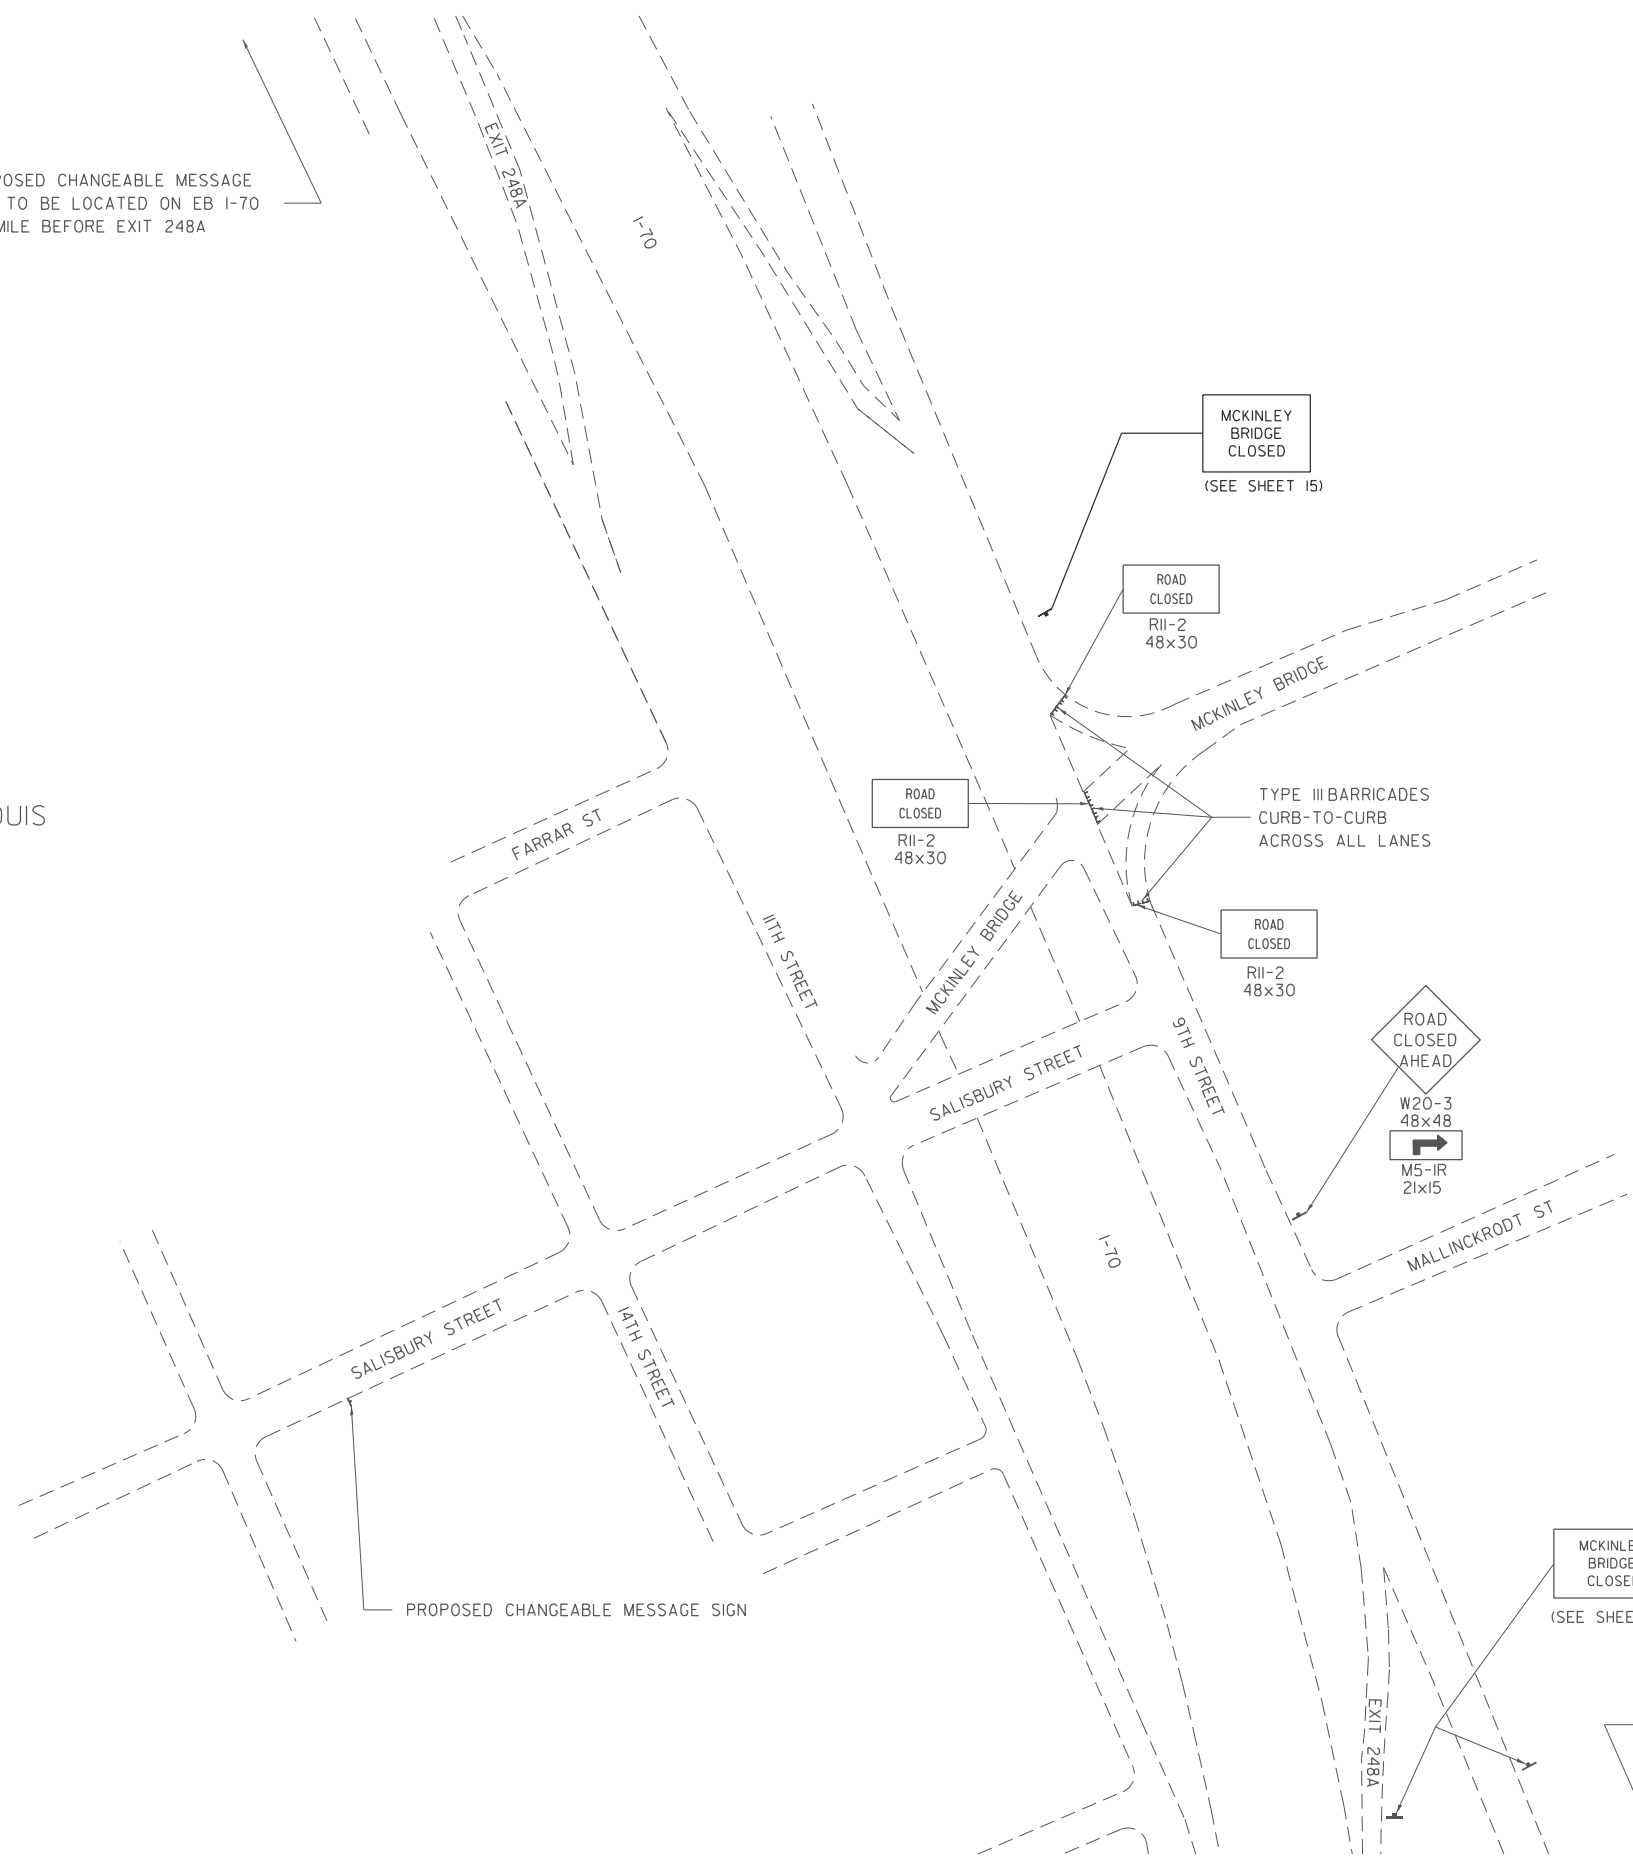 EXIT 248A
I-70
POSED CHANGEABLE MESSAGE
TO BE LOCATED ON EB I-70
MILE BEFORE EXIT 248A
MCKINLEY
BRIDGE
CLOSED
(SEE SHEET 15)
ROAD
CLOSED
R11-2
48x30
MCKINLEY BRIDGE
ROAD
CLOSED
R11-2
48x30
TYPE III BARRICADES
CURB-TO-CURB
ACROSS ALL LANES
OUIS
FARRAR ST
11TH STREET
MCKINLEY BRIDGE
ROAD
CLOSED
R11-2
48x30
ROAD
CLOSED
AHEAD
W20-3
48x48
M5-1R
21x15
9TH STREET
SALISBURY STREET
MALLINCKRODT ST
I-70
SALISBURY STREET
14TH STREET
PROPOSED CHANGEABLE MESSAGE SIGN
MCKINLE
BRIDGE
CLOSE
(SEE SHEE
EXIT 248A